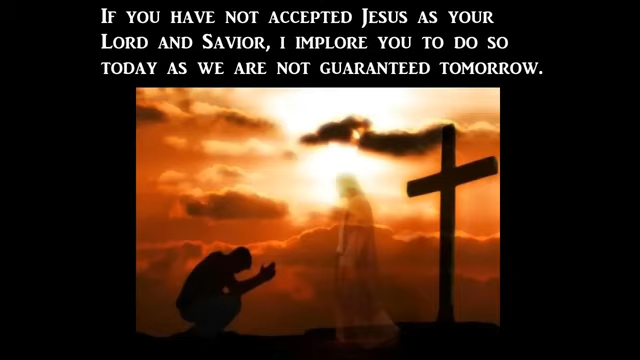 If you have not accepted Jesus as your
Lord and Savior, i implore you to do so
today as we are not guaranteed tomorrow.